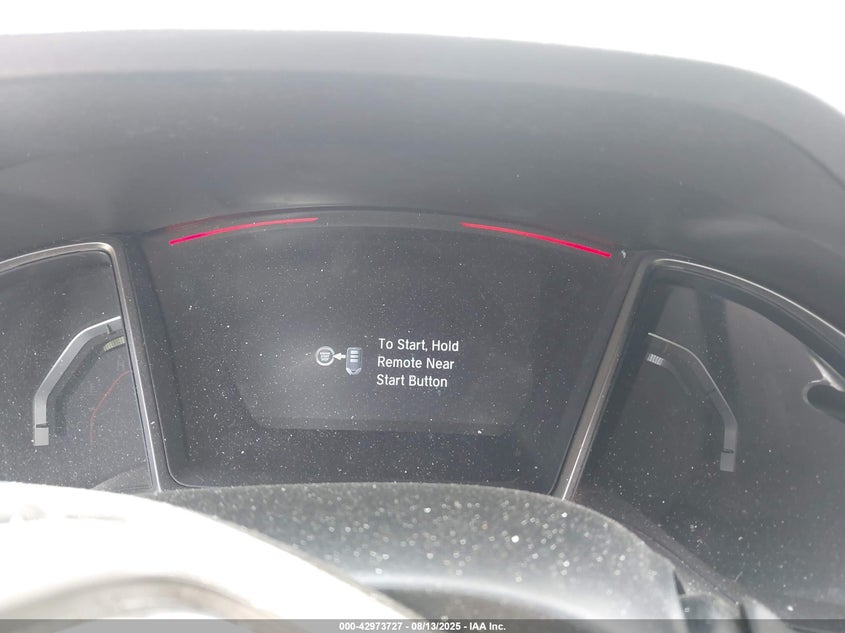 To Start, Hold
Remote Near
Start Button
000-42973727 - 08/13/2025 - IAA Inc.